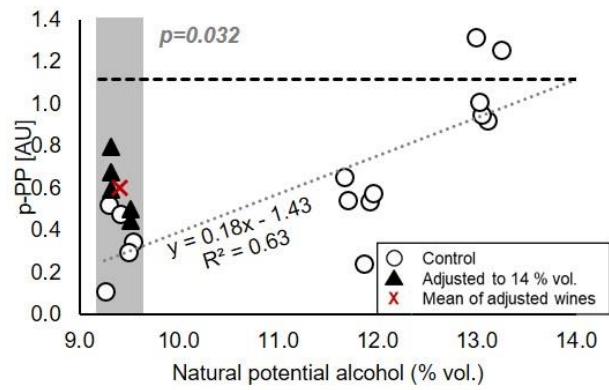 p-PP [AU]
1.4
1.2
1.0
0.8
0.6
0.4
0.2
0.0
p=0.032
y = 0.18x - 1.43
R² = 0.63
Control
Adjusted to 14 % vol.
Mean of adjusted wines
9.0 10.0 11.0 12.0 13.0 14.0
Natural potential alcohol (% vol.)